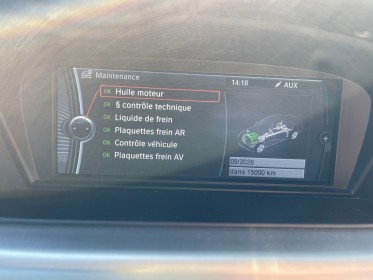 Maintenance
14:18 AUX
OK Huile moteur
OK § contrôle technique
OK Liquide de frein
OK Plaquettes frein AR
OK Contrôle véhicule
OK Plaquettes frein AV
09/2026
dans 15000 km